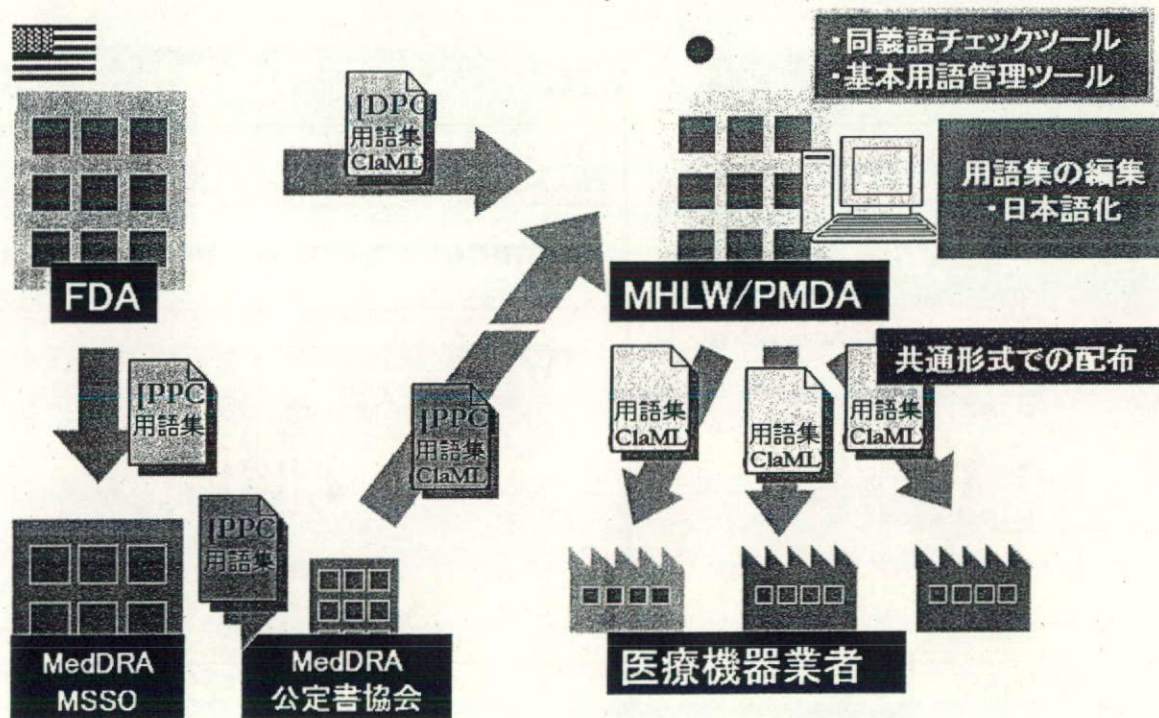 ・同義語チェックツール
・基本用語管理ツール
[DPC]
用語集
(ClaML)
用語集の編集
・日本語化
FDA
MHLW/PMDA
共通形式での配布
[PPC
用語集
[PPC
用語集
(ClaML)
用語集
(ClaML)
用語集
(ClaML)
用語集
(ClaML)
[PPC
用語集
MedDRA
MSSO
MedDRA
公定書協会
医療機器業者